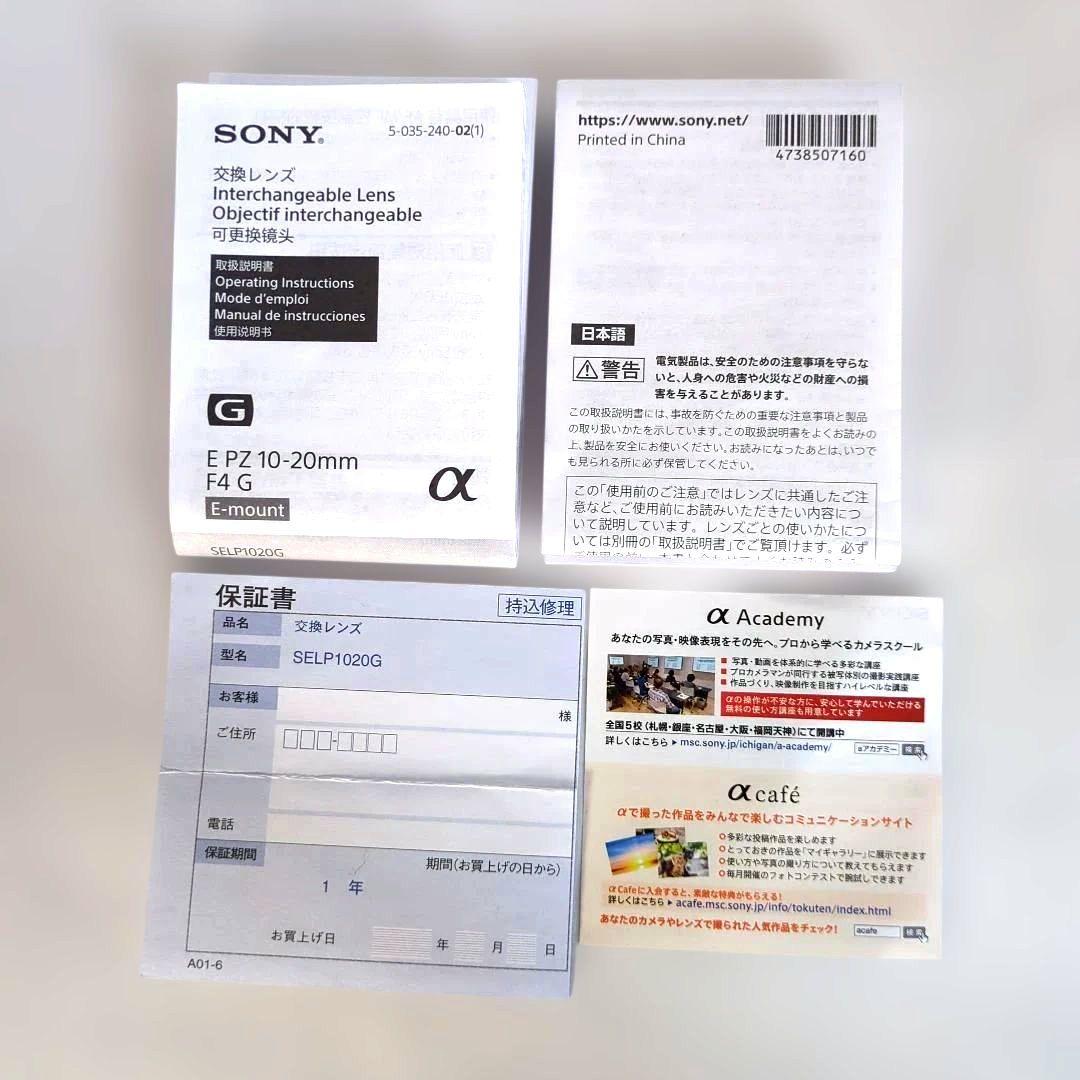 SONY®
5-035-240-02(1)
交換レンズ
Interchangeable Lens
Objectif interchangeable
可更换镜头
取扱説明書
Operating Instructions
Mode d'emploi
Manual de instrucciones
使用说明书
G
E PZ 10-20mm
F4 G
E-mount
α
SELP1020G
https://www.sony.net/
Printed in China
4738507160
日本語
警告
電気製品は、安全のための注意事項を守らな
いと、人身への危害や火災などの財産への損
害を与えることがあります。
この取扱説明書には、事故を防ぐための重要な注意事項と製品
の取り扱いかたを示しています。この取扱説明書をよくお読みの
上、製品を安全にお使いください。お読みになったあとは、いつで
も見られる所に必ず保管してください。
この「使用前のご注意」ではレンズに共通したご注
意など、ご使用前にお読みいただきたい内容につ
いて説明しています。レンズごとの使いかたにつ
いては別冊の「取扱説明書」でご覧頂けます。必ず
保証書
持込修理
品名
交換レンズ
型名
SELP1020G
お客様
様
ご住所
電話
保証期間
期間(お買上げの日から)
1 年
お買上げ日
年
月
日
A01-6
α Academy
あなたの写真・映像表現をその先へ。プロから学べるカメラスクール
写真・動画を体系的に学べる多彩な講座
プロカメラマンが同行する被写体別の撮影実践講座
作品づくり、映像制作を目指すハイレベルな講座
αの操作が不安な方に、安心して学んでいただける
無料の使い方講座も用意しています
全国5校(札幌・銀座・名古屋・大阪・福岡天神)にて開講中
詳しくはこちら ▶ msc.sony.jp/ichigan/a-academy/
αアカデミー 検索
α café
αで撮った作品をみんなで楽しむコミュニケーションサイト
多彩な投稿作品を楽しめます
とっておきの作品を「マイギャラリー」に展示できます
使い方や写真の撮り方について教えてもらえます
毎月開催のフォトコンテストで腕試しできます
α Cafeに入会すると、素敵な特典がもらえる!
詳しくはこちら ▶ acafe.msc.sony.jp/info/tokuten/index.html
あなたのカメラやレンズで撮られた人気作品をチェック!
acafe 検索